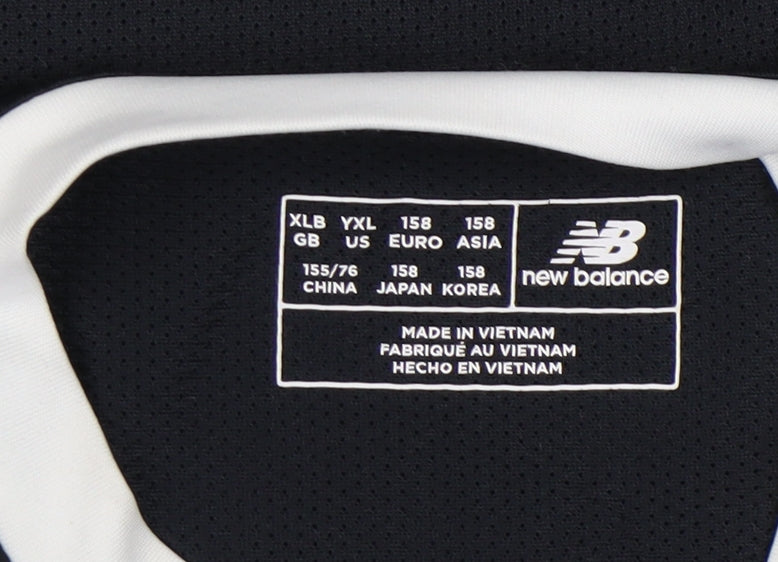 XLB YXL 158 158
GB US EURO ASIA
155/76 158 158
CHINA JAPAN KOREA
NB
new balance
MADE IN VIETNAM
FABRIQUÉ AU VIETNAM
HECHO EN VIETNAM